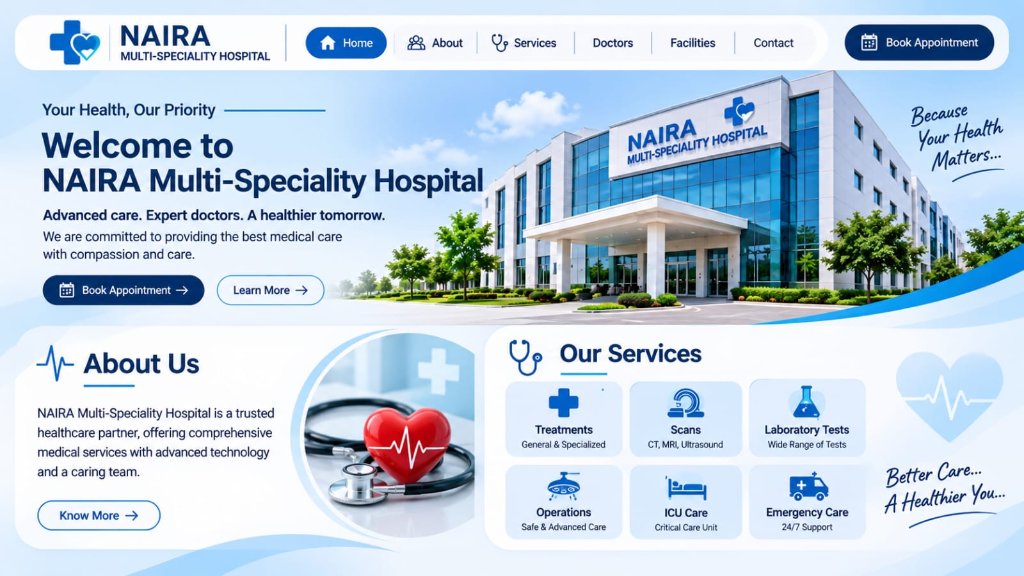 NAIRA
MULTI-SPECIALITY HOSPITAL
Home
About
Services
Doctors
Facilities
Contact
Book Appointment
Your Health, Our Priority
Welcome to
NAIRA Multi-Speciality Hospital
Advanced care. Expert doctors. A healthier tomorrow.
We are committed to providing the best medical care
with compassion and care.
Book Appointment →
Learn More →
NAIRA
MULTI-SPECIALITY HOSPITAL
Because
Your Health
Matters...
About Us
NAIRA Multi-Speciality Hospital is a trusted
healthcare partner, offering comprehensive
medical services with advanced technology
and a caring team.
Know More →
Our Services
Treatments
General & Specialized
Scans
CT, MRI, Ultrasound
Laboratory Tests
Wide Range of Tests
Operations
Safe & Advanced Care
ICU Care
Critical Care Unit
Emergency Care
24/7 Support
Better Care...
A Healthier You...